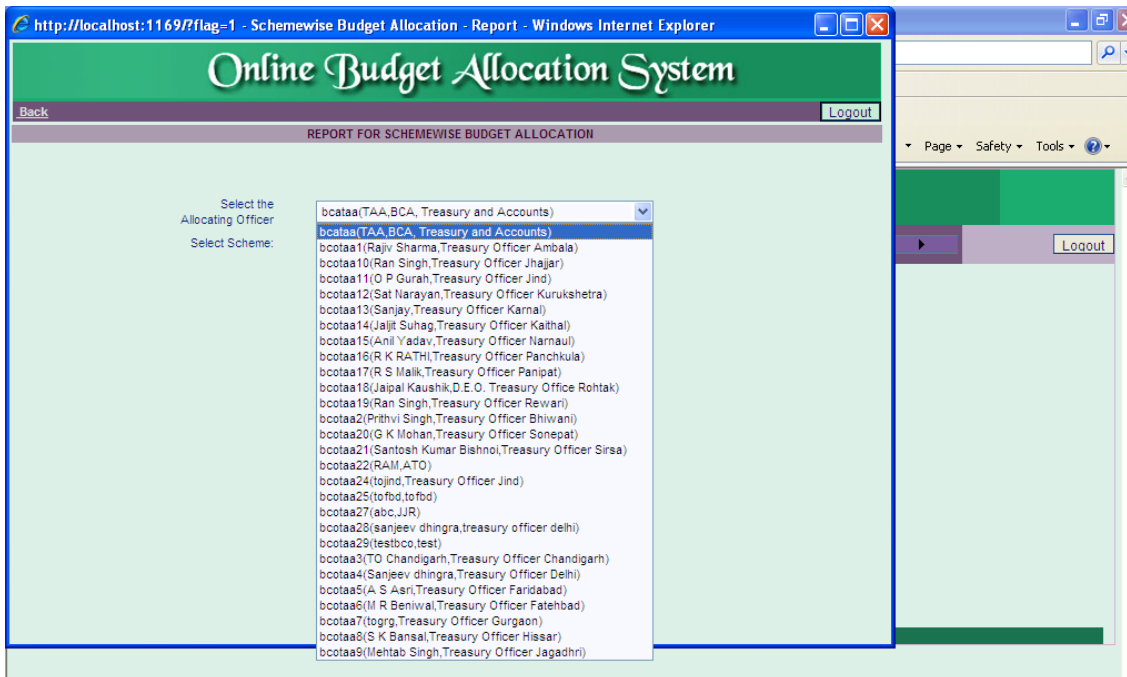 http://localhost:1169/?flag=1 - Schemewise Budget Allocation - Report - Windows Internet Explorer
Online Budget Allocation System
Back
Logout
REPORT FOR SCHEMEWISE BUDGET ALLOCATION
Page
Safety
Tools
Logout
Select the
Allocating Officer
bcataa(TAA,BCA, Treasury and Accounts)
Select Scheme:
bcataa(TAA,BCA, Treasury and Accounts)
bcotaa1(Rajiv Sharma,Treasury Officer Ambala)
bcotaa10(Ran Singh,Treasury Officer Jhajjar)
bcotaa11(O P Gurah,Treasury Officer Jind)
bcotaa12(Sat Narayan,Treasury Officer Kurukshetra)
bcotaa13(Sanjay,Treasury Officer Karnal)
bcotaa14(Jaljit Suhag,Treasury Officer Kaithal)
bcotaa15(Anil Yadav,Treasury Officer Narnaul)
bcotaa16(R K RATHI,Treasury Officer Panchkula)
bcotaa17(R S Malik,Treasury Officer Panipat)
bcotaa18(Jaipal Kaushik,D.E.O. Treasury Office Rohtak)
bcotaa19(Ran Singh,Treasury Officer Rewari)
bcotaa2(Prithvi Singh,Treasury Officer Bhiwani)
bcotaa20(G K Mohan,Treasury Officer Sonepat)
bcotaa21(Santosh Kumar Bishnoi,Treasury Officer Sirsa)
bcotaa22(RAM,ATO)
bcotaa24(tojind,Treasury Officer Jind)
bcotaa25(tofbd,tofbd)
bcotaa27(abc,JJR)
bcotaa28(sanjeev dhingra,treasury officer delhi)
bcotaa29(testbco,test)
bcotaa3(TO Chandigarh,Treasury Officer Chandigarh)
bcotaa4(Sanjeev dhingra,Treasury Officer Delhi)
bcotaa5(A S Asri,Treasury Officer Faridabad)
bcotaa6(M R Beniwal,Treasury Officer Fatehbad)
bcotaa7(togrg,Treasury Officer Gurgaon)
bcotaa8(S K Bansal,Treasury Officer Hissar)
bcotaa9(Mehtab Singh,Treasury Officer Jagadhri)